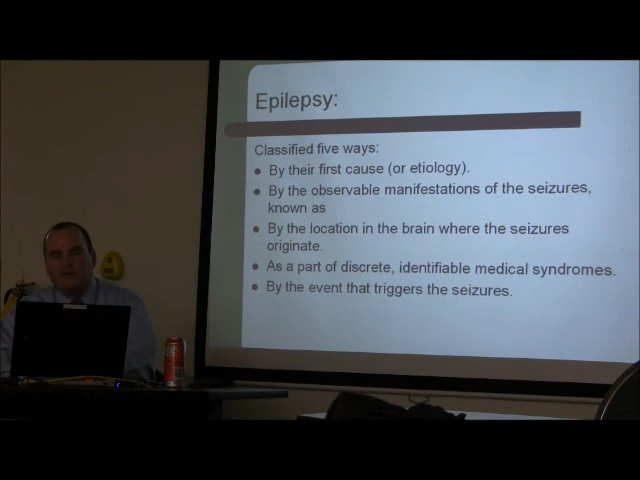 Epilepsy:
Classified five ways:
● By their first cause (or etiology).
● By the observable manifestations of the seizures,
known as
● By the location in the brain where the seizures
originate.
● As a part of discrete, identifiable medical syndromes.
● By the event that triggers the seizures.